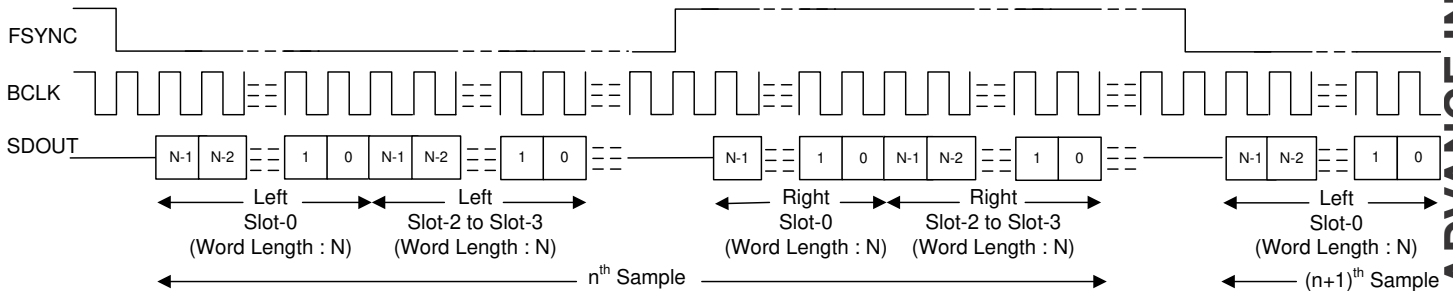 FSYNC
BCLK
SDOUT
N-1 N-2 1 0 N-1 N-2 1 0 N-1 1 0 N-1 N-2 1 0 N-1 N-2 1 0
Left Left Right Right Left
Slot-0 Slot-2 to Slot-3 Slot-0 Slot-2 to Slot-3 Slot-0
(Word Length : N) (Word Length : N) (Word Length : N) (Word Length : N) (Word Length : N)
nth Sample (n+1)th Sample